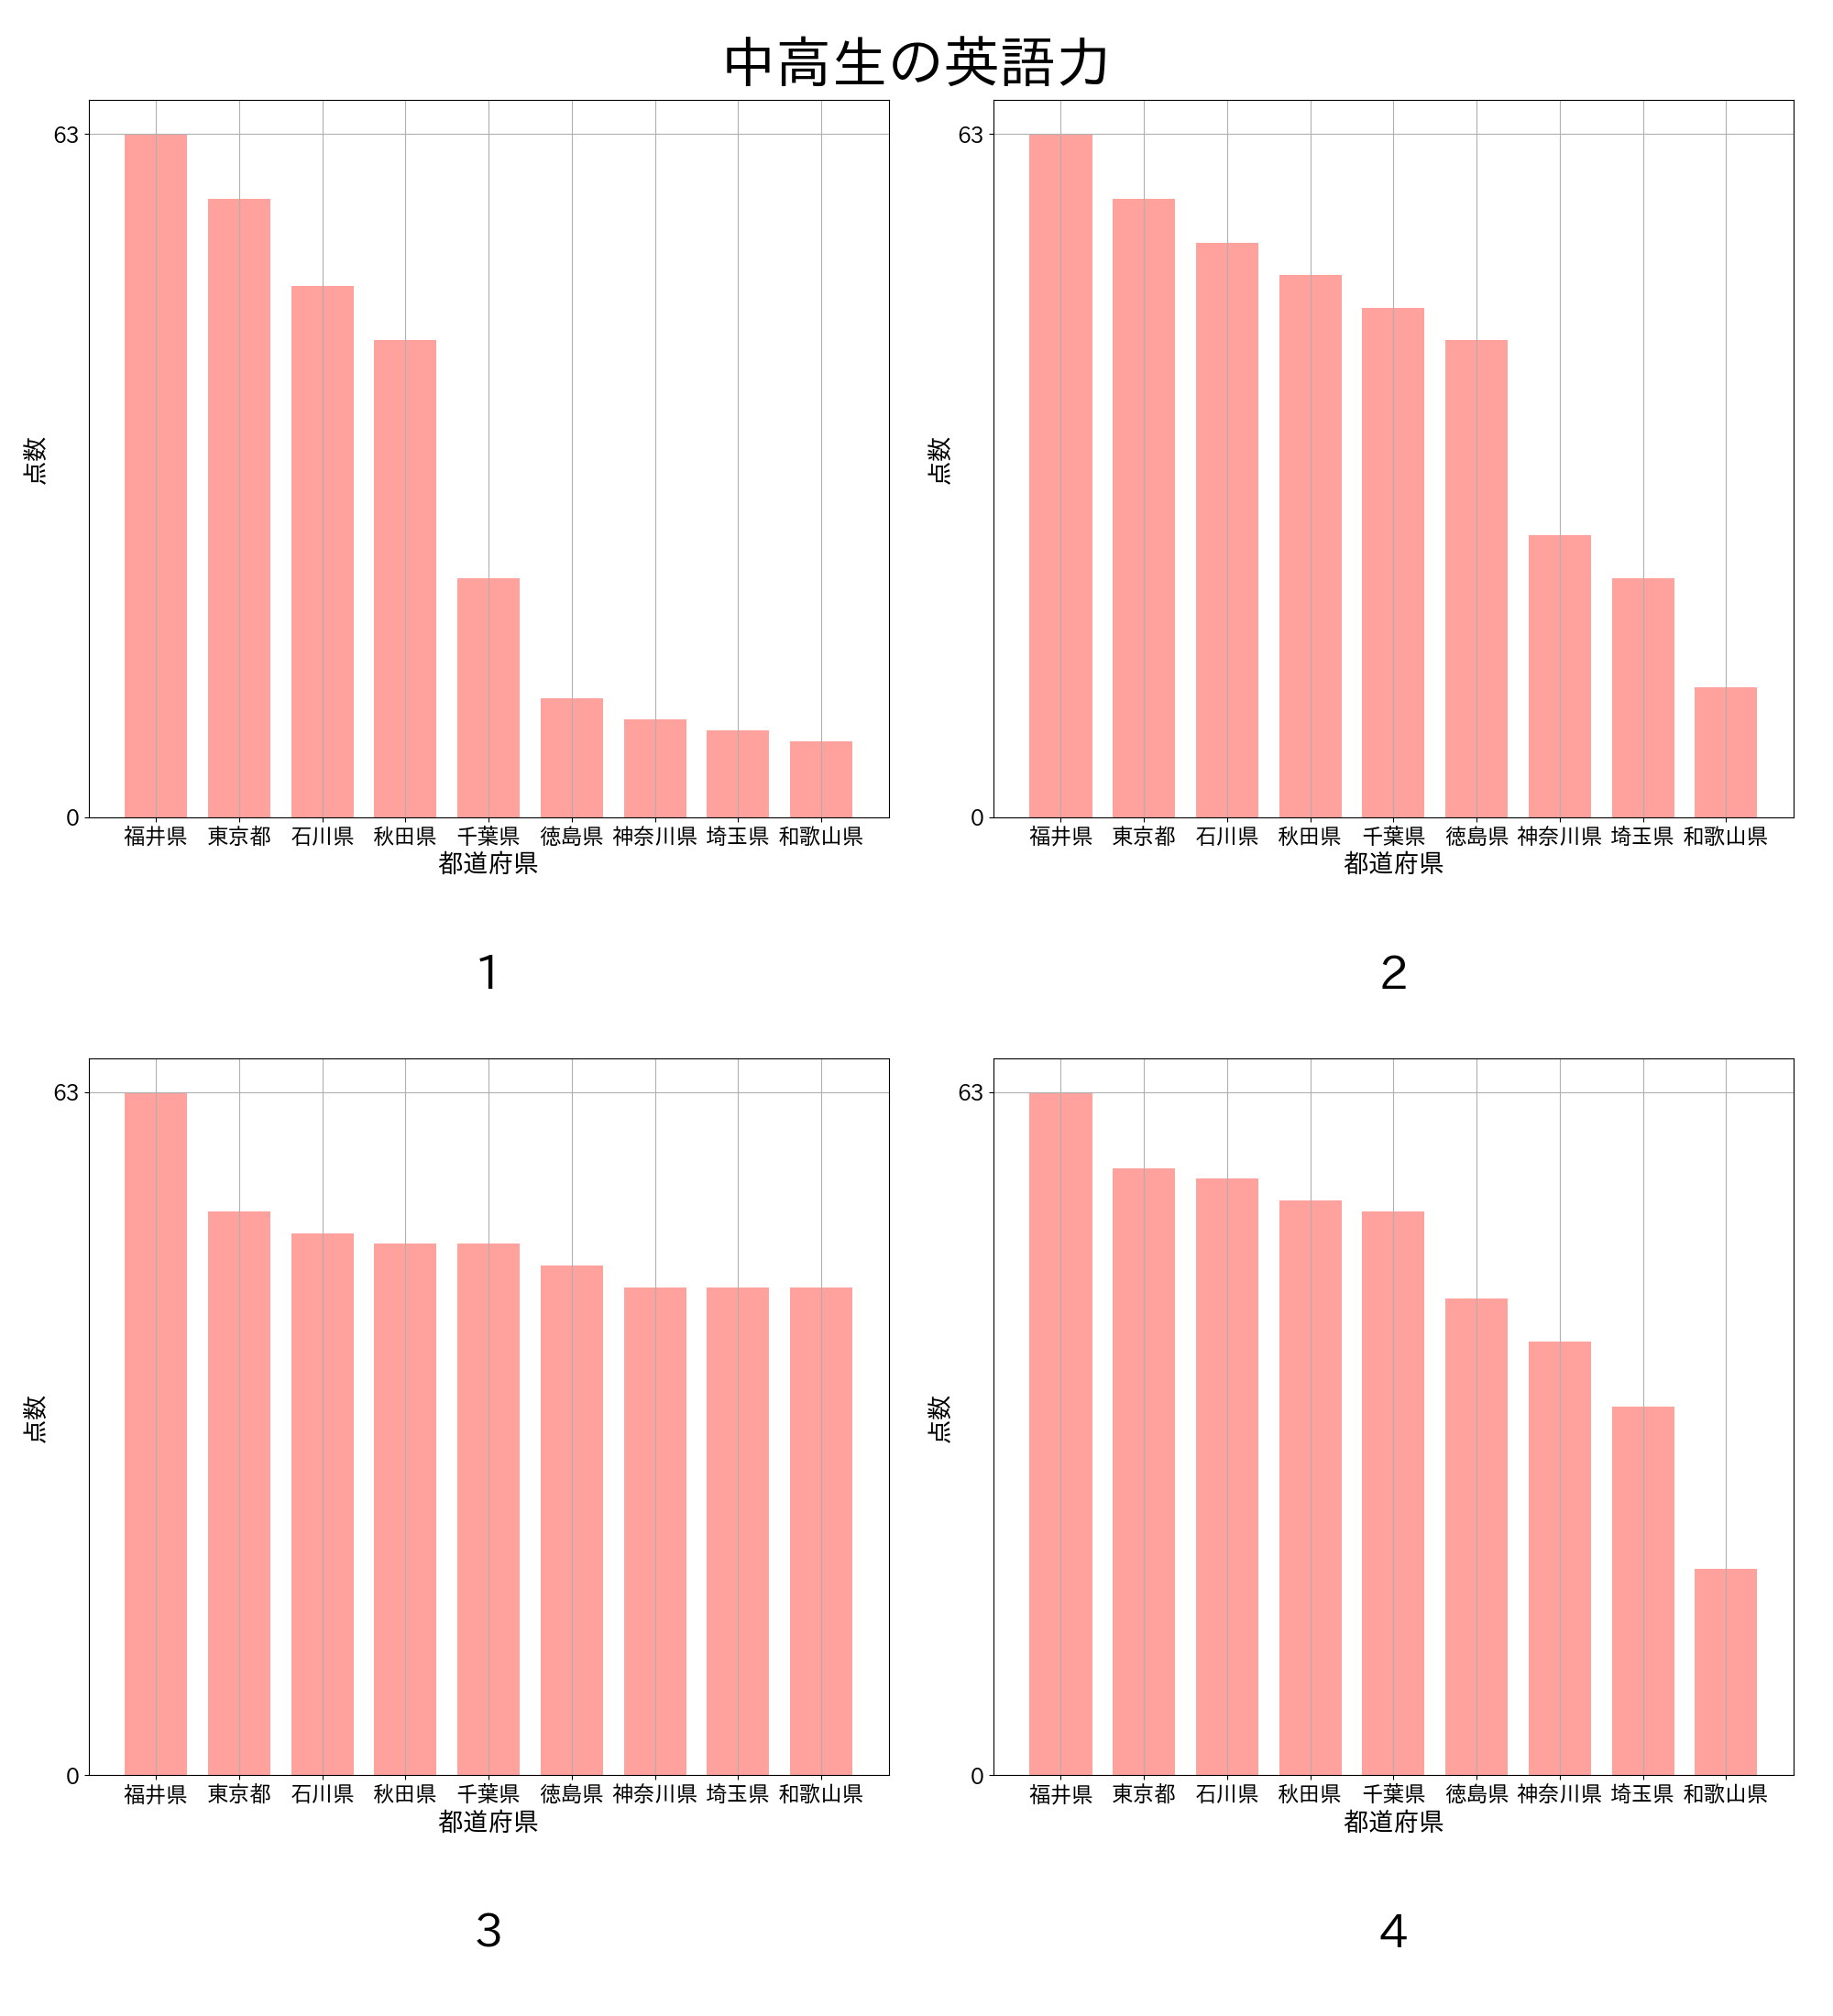 中高生の英語力
63
0
点数
福井県 東京都 石川県 秋田県 千葉県 徳島県 神奈川県 埼玉県 和歌山県
都道府県
1
63
0
点数
福井県 東京都 石川県 秋田県 千葉県 徳島県 神奈川県 埼玉県 和歌山県
都道府県
2
63
0
点数
福井県 東京都 石川県 秋田県 千葉県 徳島県 神奈川県 埼玉県 和歌山県
都道府県
3
63
0
点数
福井県 東京都 石川県 秋田県 千葉県 徳島県 神奈川県 埼玉県 和歌山県
都道府県
4